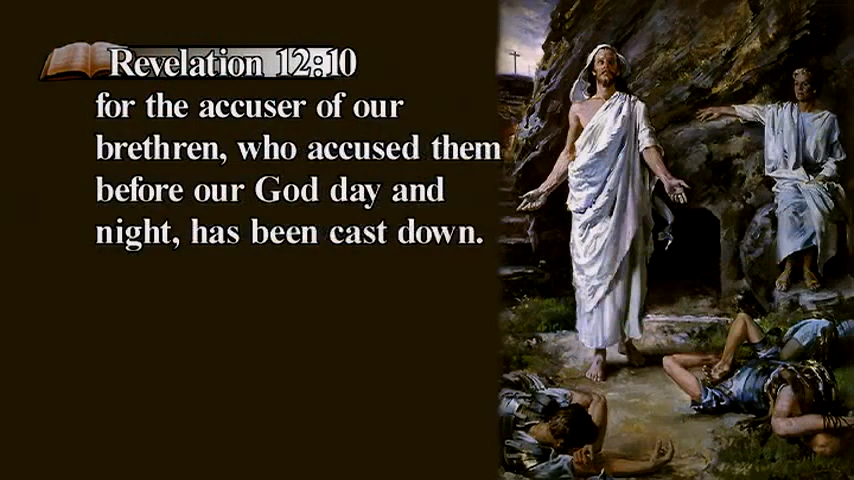 Revelation 12:10
for the accuser of our
brethren, who accused them
before our God day and
night, has been cast down.